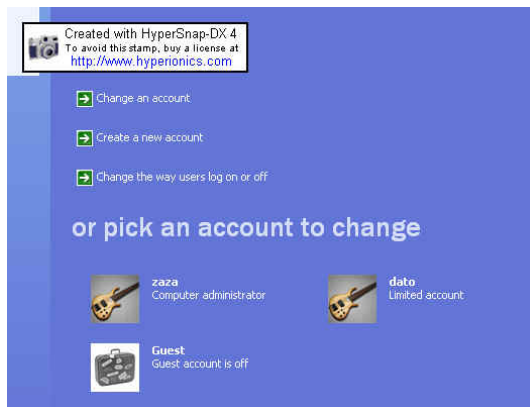 Created with HyperSnap-DX 4
To avoid this stamp, buy a license at
http://www.hyperionics.com
Change an account
Create a new account
Change the way users log on or off
or pick an account to change
zaza
Computer administrator
dato
Limited account
Guest
Guest account is off